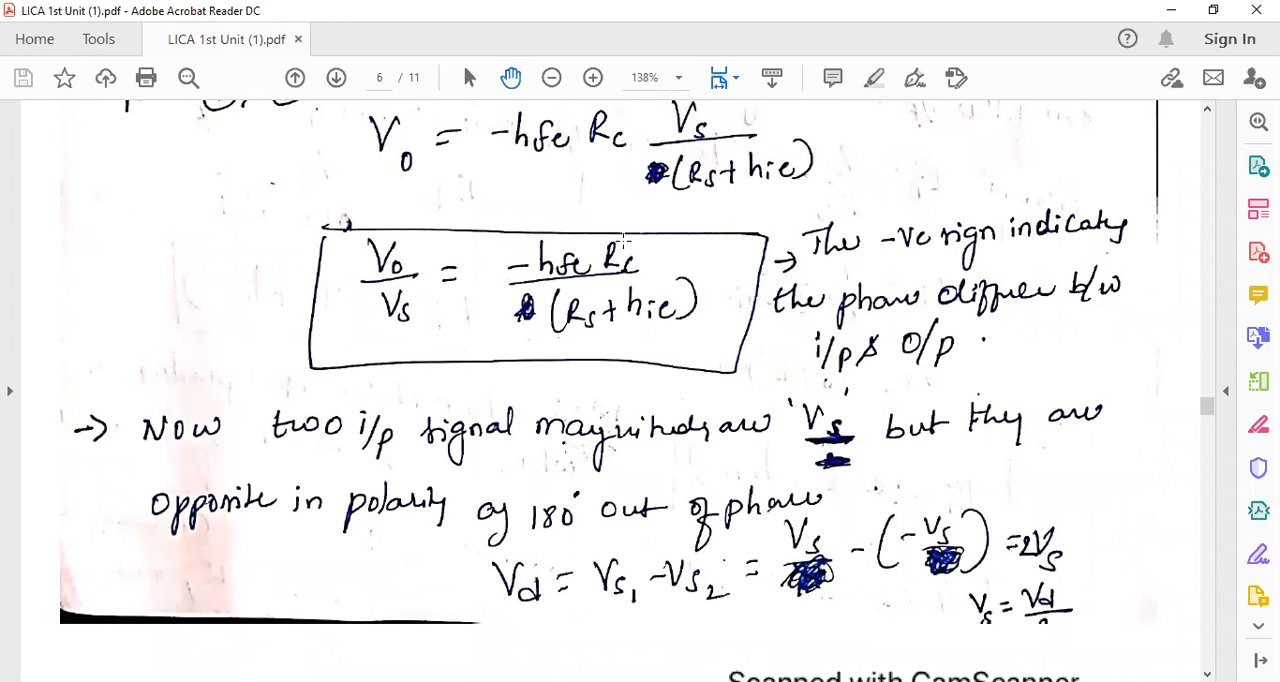 LICA 1st Unit (1).pdf - Adobe Acrobat Reader DC
Home Tools LICA 1st Unit (1).pdf × Sign In
6 / 11 138%
V₀ = -hfe Rc Vs / (Rs + hie)
V₀ / Vs = -hfe Rc / (Rs + hie)
→ The -ve sign indicates
the phase b/w
i/p & O/p .
→ Now two i/p signal magnitudes are 'Vs' but they are
opposite in polarity of 180° out of phase
Vd = Vs₁ - Vs₂ = Vs - (-Vs) = 2Vs
Vs = Vd
Scanned with CamScanner